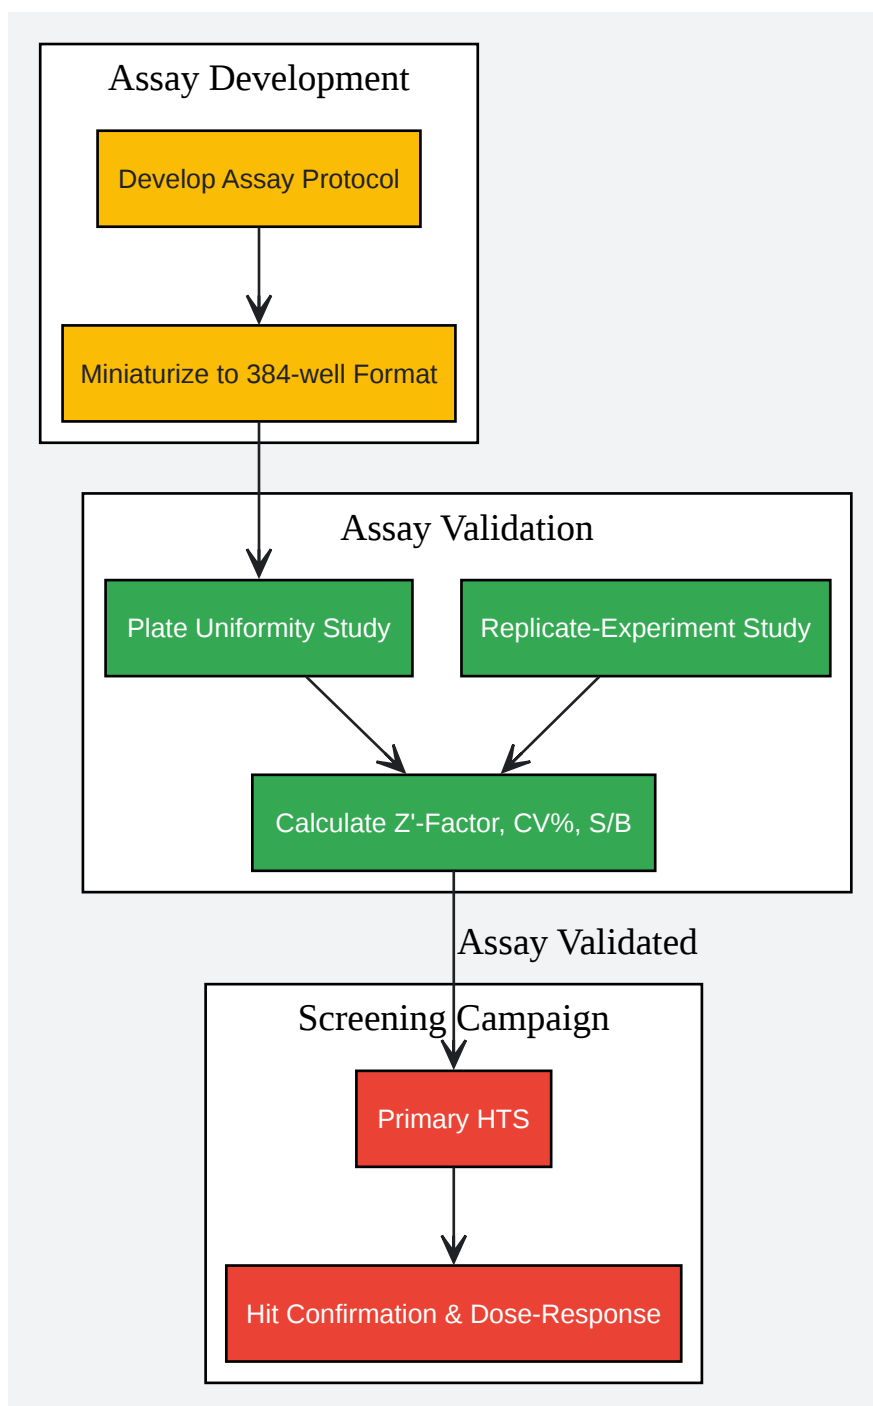 Assay Development
Develop Assay Protocol
Miniaturize to 384-well Format
Assay Validation
Plate Uniformity Study
Replicate-Experiment Study
Calculate Z'-Factor, CV%, S/B
Assay Validated
Screening Campaign
Primary HTS
Hit Confirmation & Dose-Response